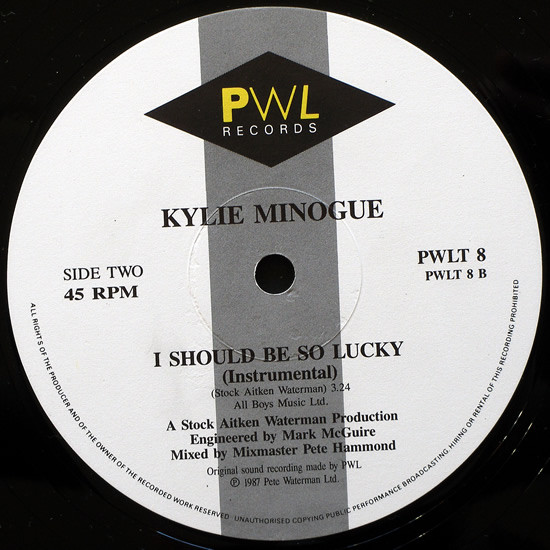 PWL
RECORDS
KYLIE MINOGUE
SIDE TWO
45 RPM
PWLT 8
PWLT 8 B
I SHOULD BE SO LUCKY
(Instrumental)
(Stock Aitken Waterman) 3.24
All Boys Music Ltd.
A Stock Aitken Waterman Production
Engineered by Mark McGuire
Mixed by Mixmaster Pete Hammond
Original sound recording made by PWL
℗ 1987 Pete Waterman Ltd.
ALL RIGHTS OF THE PRODUCER AND OF THE OWNER OF THE RECORDED WORK RESERVED UNAUTHORISED COPYING PUBLIC PERFORMANCE BROADCASTING, HIRING OR RENTAL OF THIS RECORDING PROHIBITED